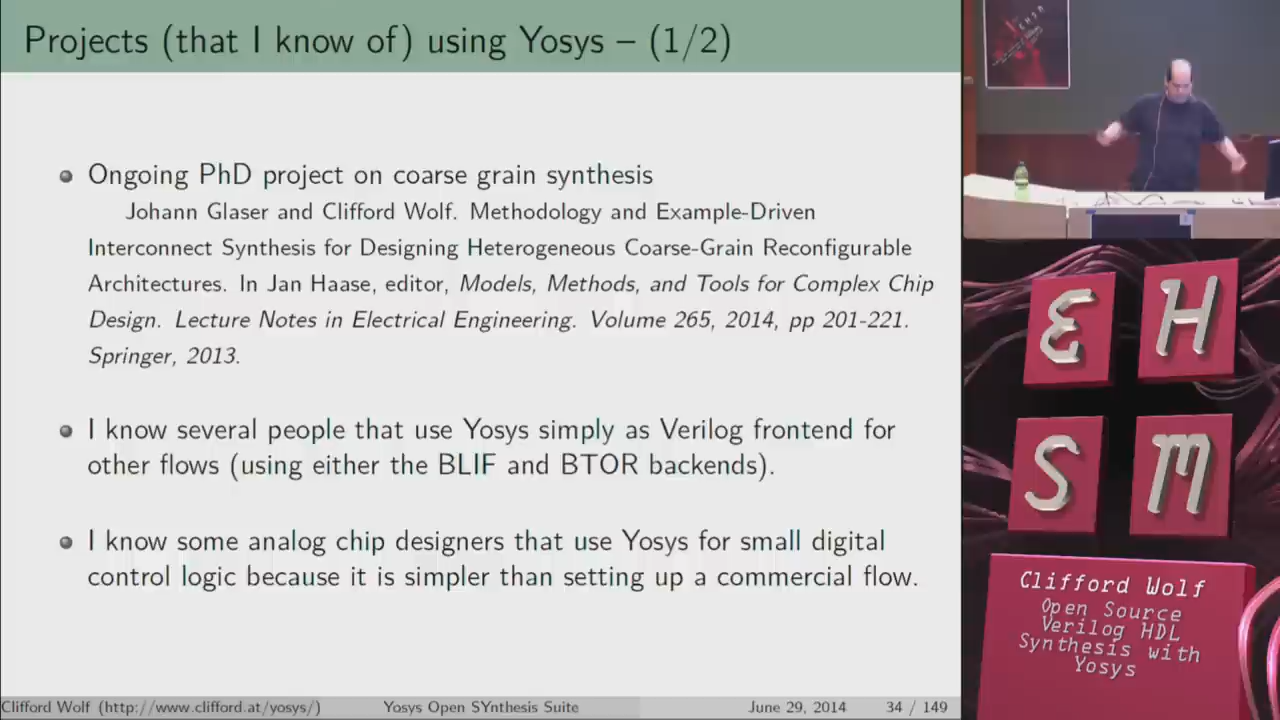 Projects (that I know of) using Yosys – (1/2)
Ongoing PhD project on coarse grain synthesis
Johann Glaser and Clifford Wolf. Methodology and Example-Driven
Interconnect Synthesis for Designing Heterogeneous Coarse-Grain Reconfigurable
Architectures. In Jan Haase, editor, Models, Methods, and Tools for Complex Chip
Design. Lecture Notes in Electrical Engineering. Volume 265, 2014, pp 201-221.
Springer, 2013.
I know several people that use Yosys simply as Verilog frontend for
other flows (using either the BLIF and BTOR backends).
I know some analog chip designers that use Yosys for small digital
control logic because it is simpler than setting up a commercial flow.
Clifford Wolf (http://www.clifford.at/yosys/) Yosys Open SYnthesis Suite June 29, 2014 34 / 149
E H
S M
Clifford Wolf
Open Source
Verilog HDL
Synthesis with
Yosys